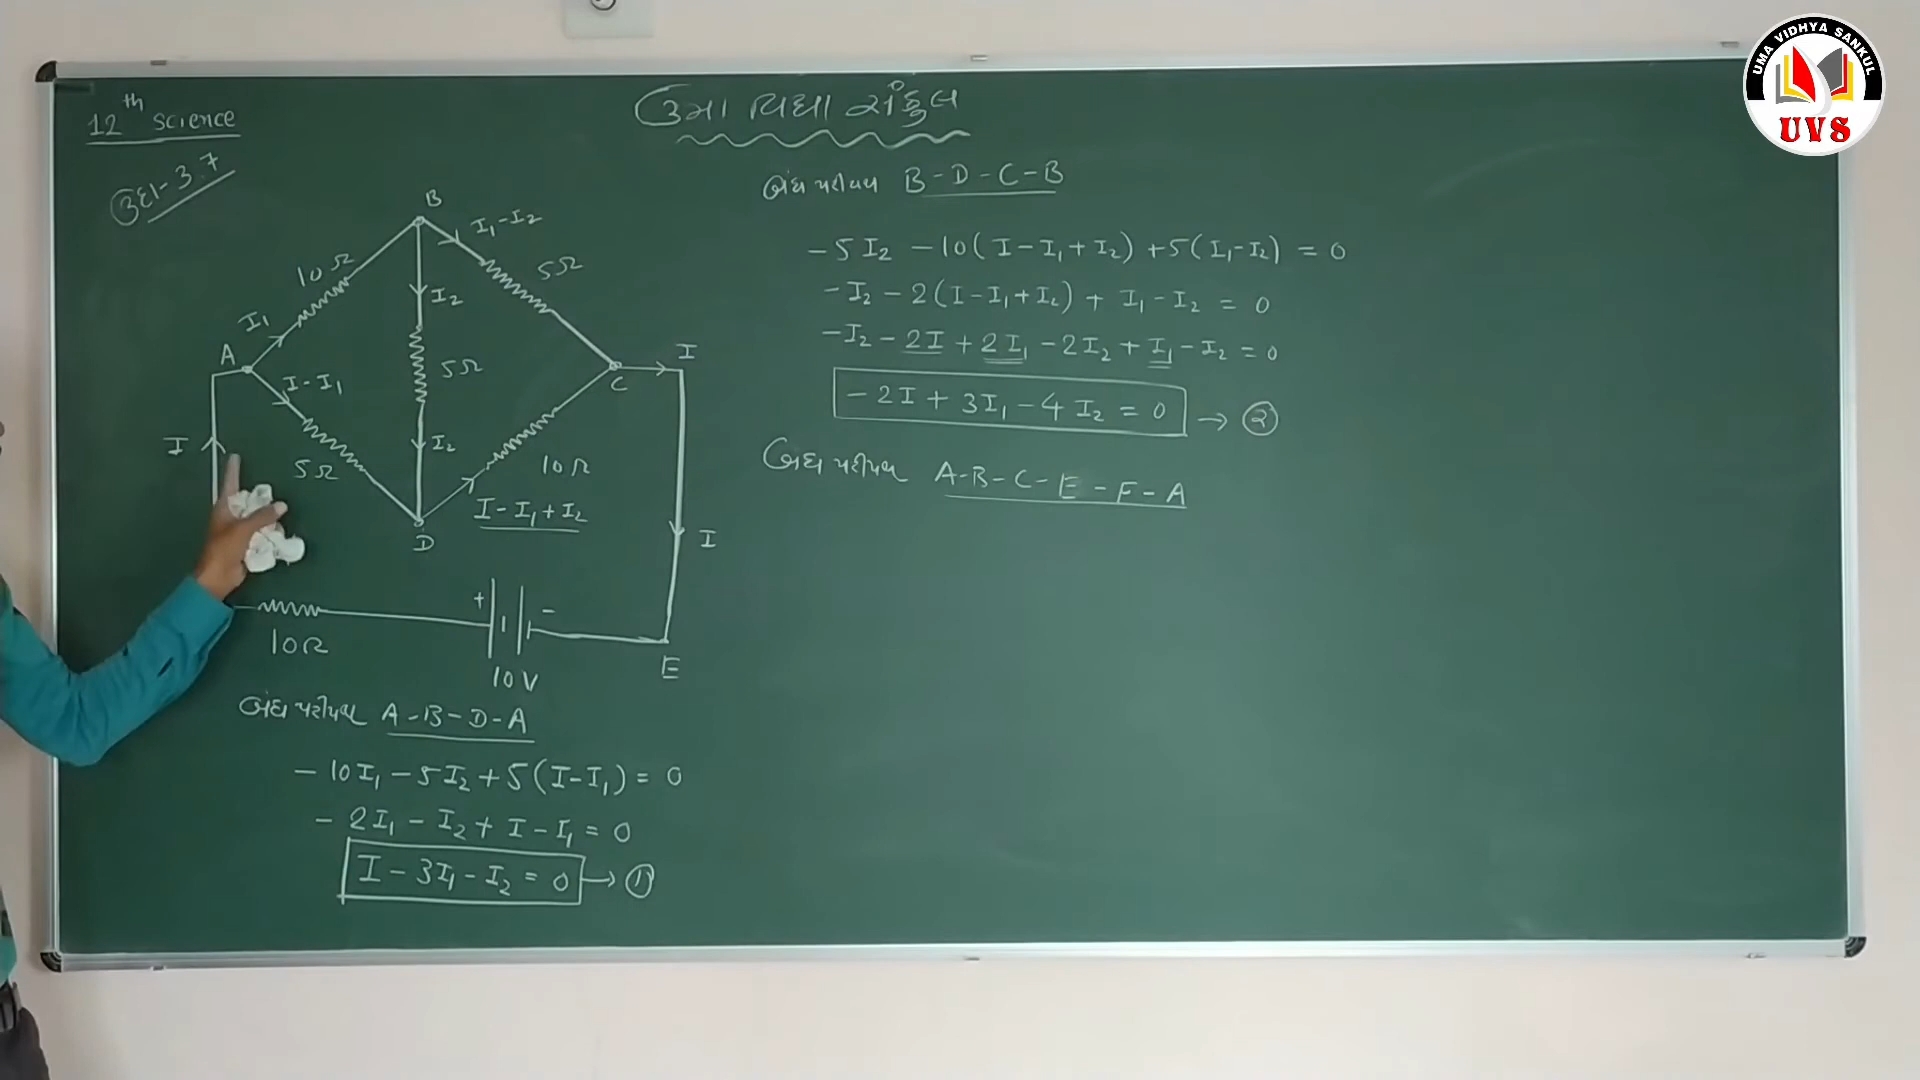 12th Science
ઉમા વિદ્યા સંકુલ
UMA VIDHYA SANKUL
UVS
ઉદા-3.7
B
I₁-I₂
10Ω
5Ω
I₁
I₂
A
I-I₁
5Ω
C
I
I
5Ω
I₂
10Ω
I-I₁+I₂
D
I
+
-
10Ω
10V
E
બંધ પરીપથ A-B-D-A
-10I₁-5I₂+5(I-I₁)=0
-2I₁-I₂+I-I₁=0
I-3I₁-I₂=0→①
બંધ પરીપથ B-D-C-B
-5I₂-10(I-I₁+I₂)+5(I₁-I₂)=0
-I₂-2(I-I₁+I₂)+I₁-I₂=0
-I₂-2I+2I₁-2I₂+I₁-I₂=0
-2I+3I₁-4I₂=0→②
બંધ પરીપથ A-B-C-E-F-A